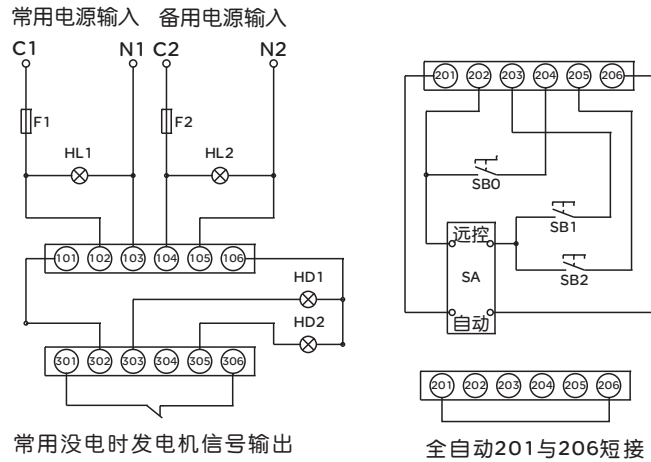 常用电源输入 备用电源输入
C1 N1 C2 N2
F1 F2
HL1 HL2
101 102 103 104 105 106
HD1
HD2
301 302 303 304 305 306
常用没电时发电机信号输出
201 202 203 204 205 206
SB0
SB1
远控
SA
SB2
自动
201 202 203 204 205 206
全自动201与206短接